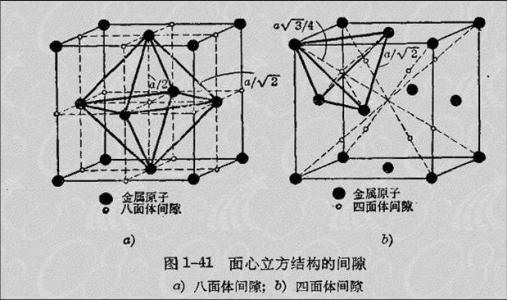 a√3/4
a/√2
a/2
a/√2
金属原子
八面体间隙
金属原子
四面体间隙
a)
b)
图1-41 面心立方结构的间隙
a) 八面体间隙; b) 四面体间隙